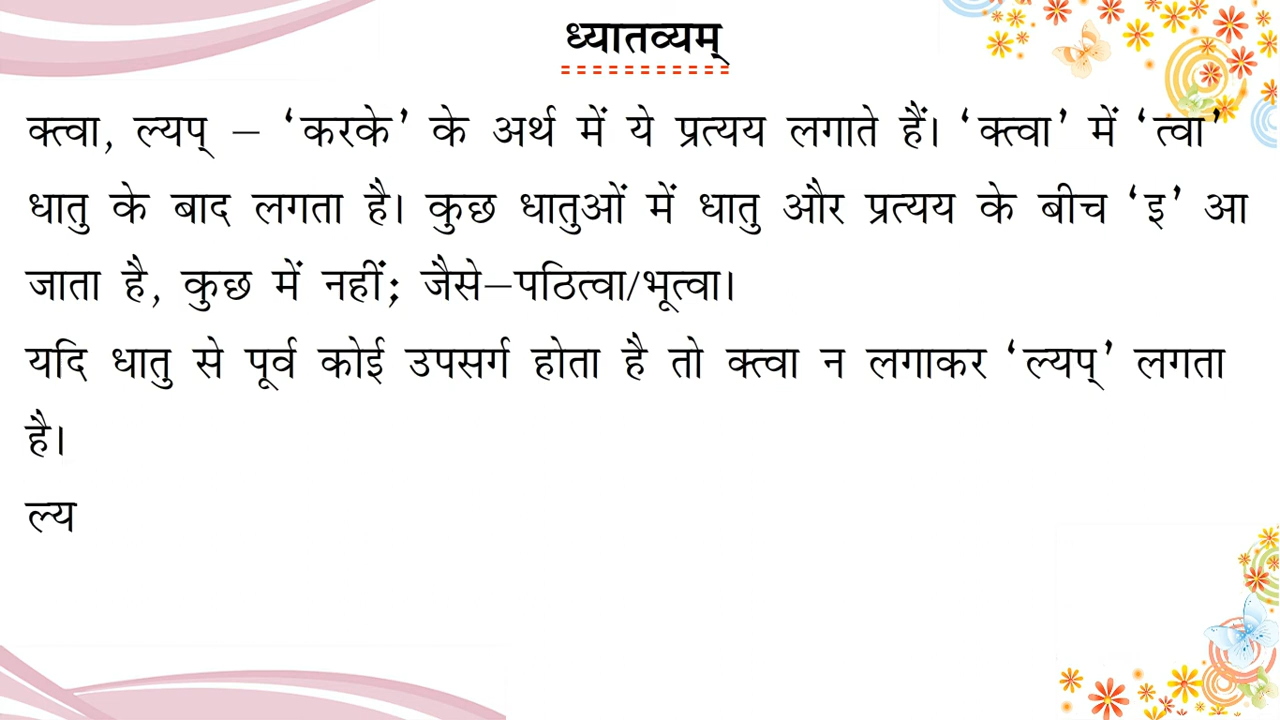 ध्यातव्यम्
क्त्वा, ल्यप् – ‘करके’ के अर्थ में ये प्रत्यय लगाते हैं। ‘क्त्वा’ में ‘त्वा’
धातु के बाद लगता है। कुछ धातुओं में धातु और प्रत्यय के बीच ‘इ’ आ
जाता है, कुछ में नहीं; जैसे–पठित्वा/भूत्वा।
यदि धातु से पूर्व कोई उपसर्ग होता है तो क्त्वा न लगाकर ‘ल्यप्’ लगता
है।
ल्य